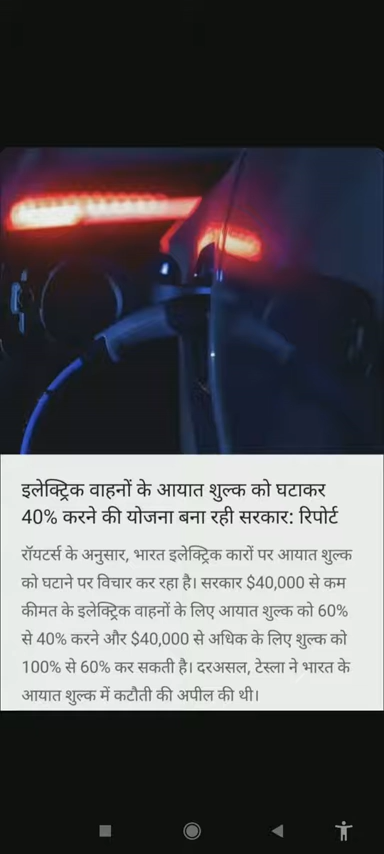 इलेक्ट्रिक वाहनों के आयात शुल्क को घटाकर
40% करने की योजना बना रही सरकार: रिपोर्ट
रॉयटर्स के अनुसार, भारत इलेक्ट्रिक कारों पर आयात शुल्क
को घटाने पर विचार कर रहा है। सरकार $40,000 से कम
कीमत के इलेक्ट्रिक वाहनों के लिए आयात शुल्क को 60%
से 40% करने और $40,000 से अधिक के लिए शुल्क को
100% से 60% कर सकती है। दरअसल, टेस्ला ने भारत के
आयात शुल्क में कटौती की अपील की थी।